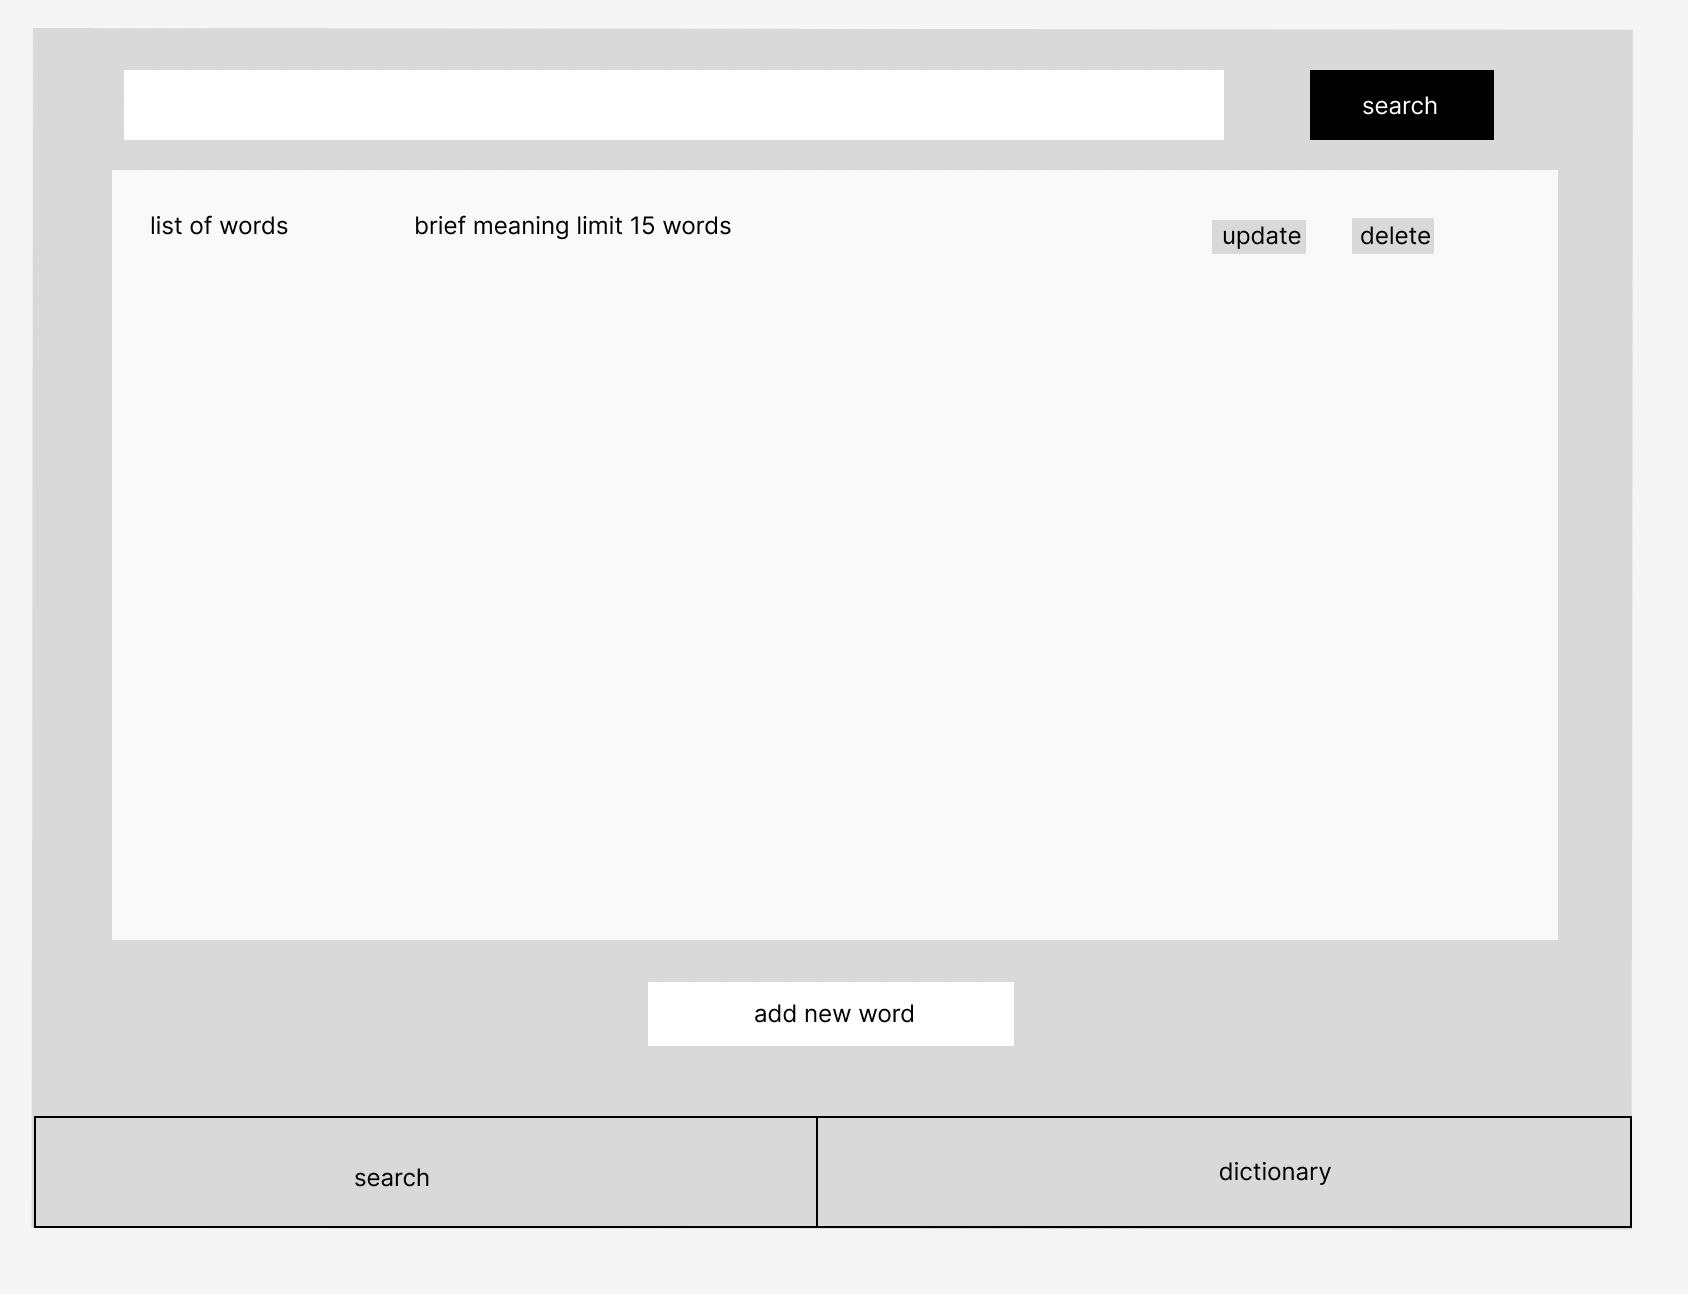 search
list of words
brief meaning limit 15 words
update
delete
add new word
search
dictionary